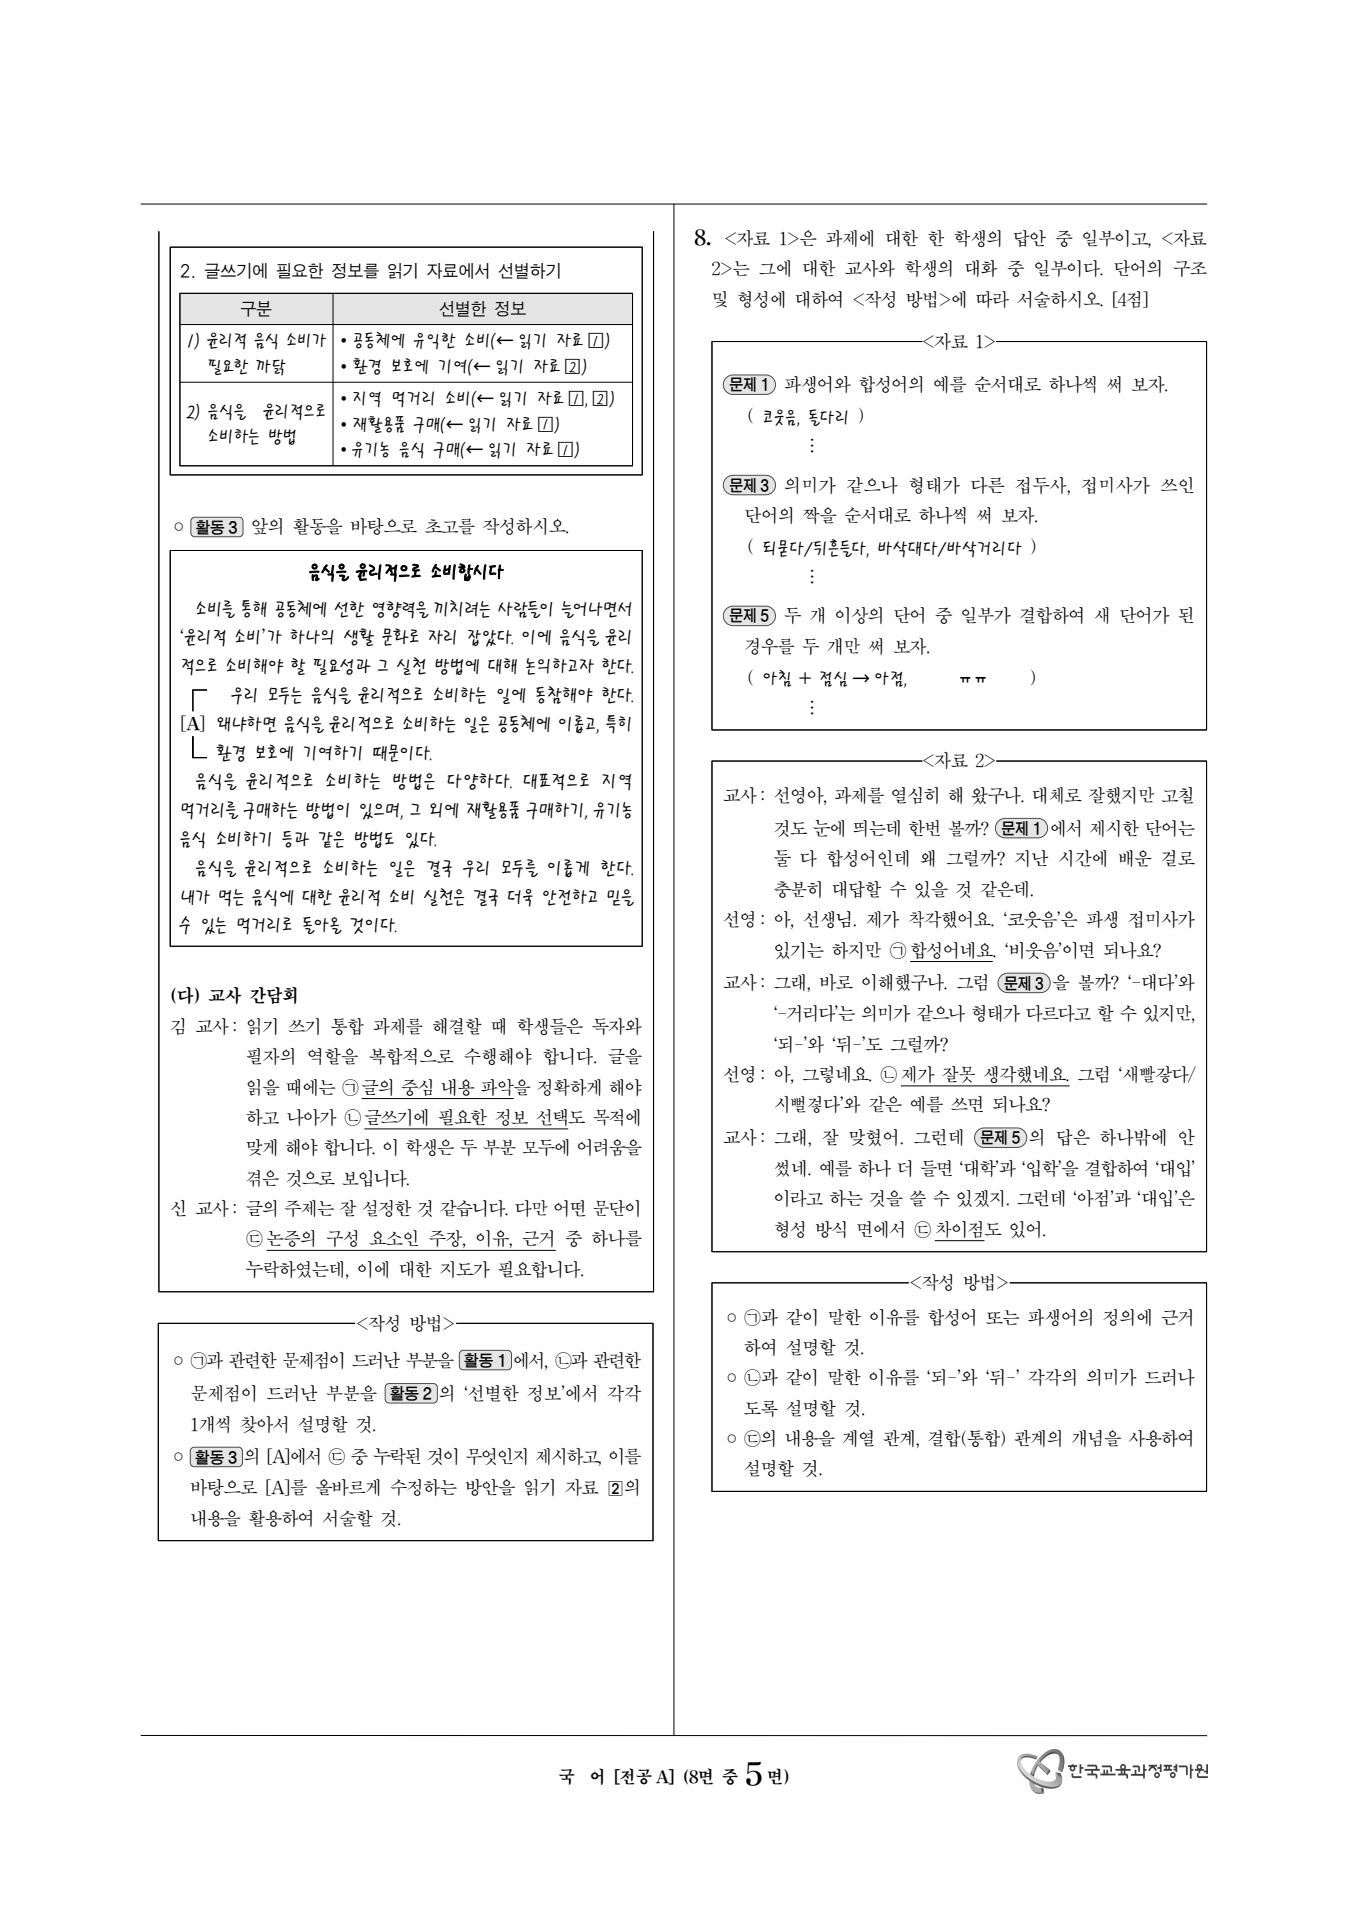 2. 글쓰기에 필요한 정보를 읽기 자료에서 선별하기
구분 선별한 정보
1) 윤리적 음식 소비가 필요한 까닭
• 공동체에 유익한 소비(← 읽기 자료 1)
• 환경 보호에 기여(← 읽기 자료 2)
2) 음식을 윤리적으로 소비하는 방법
• 지역 먹거리 소비(← 읽기 자료 1, 2)
• 재활용품 구매(← 읽기 자료 1)
• 유기농 음식 구매(← 읽기 자료 1)
○ 활동 3 앞의 활동을 바탕으로 초고를 작성하시오.
음식을 윤리적으로 소비합시다
소비를 통해 공동체에 선한 영향력을 끼치려는 사람들이 늘어나면서
‘윤리적 소비’가 하나의 생활 문화로 자리 잡았다. 이에 음식을 윤리
적으로 소비해야 할 필요성과 그 실천 방법에 대해 논의하고자 한다.
우리 모두는 음식을 윤리적으로 소비하는 일에 동참해야 한다.
[A] 왜냐하면 음식을 윤리적으로 소비하는 일은 공동체에 이롭고, 특히
환경 보호에 기여하기 때문이다.
음식을 윤리적으로 소비하는 방법은 다양하다. 대표적으로 지역
먹거리를 구매하는 방법이 있으며, 그 외에 재활용품 구매하기, 유기농
음식 소비하기 등과 같은 방법도 있다.
음식을 윤리적으로 소비하는 일은 결국 우리 모두를 이롭게 한다.
내가 먹는 음식에 대한 윤리적 소비 실천은 결국 더욱 안전하고 믿을
수 있는 먹거리로 돌아올 것이다.
(다) 교사 간담회
김 교사: 읽기 쓰기 통합 과제를 해결할 때 학생들은 독자와
필자의 역할을 복합적으로 수행해야 합니다. 글을
읽을 때에는 ㉠글의 중심 내용 파악을 정확하게 해야
하고 나아가 ㉡글쓰기에 필요한 정보 선택도 목적에
맞게 해야 합니다. 이 학생은 두 부분 모두에 어려움을
겪은 것으로 보입니다.
신 교사: 글의 주제는 잘 설정한 것 같습니다. 다만 어떤 문단이
㉢논증의 구성 요소인 주장, 이유, 근거 중 하나를
누락하였는데, 이에 대한 지도가 필요합니다.
<작성 방법>
○ ㉠과 관련한 문제점이 드러난 부분을 활동 1에서, ㉡과 관련한
문제점이 드러난 부분을 활동 2의 ‘선별한 정보’에서 각각
1개씩 찾아서 설명할 것.
○ 활동 3의 [A]에서 ㉢ 중 누락된 것이 무엇인지 제시하고, 이를
바탕으로 [A]를 올바르게 수정하는 방안을 읽기 자료 2의
내용을 활용하여 서술할 것.
8. <자료 1>은 과제에 대한 한 학생의 답안 중 일부이고, <자료
2>는 그에 대한 교사와 학생의 대화 중 일부이다. 단어의 구조
및 형성에 대하여 <작성 방법>에 따라 서술하시오. [4점]
<자료 1>
문제 1 파생어와 합성어의 예를 순서대로 하나씩 써 보자.
( 코웃음, 돌다리 )
⋮
문제 3 의미가 같으나 형태가 다른 접두사, 접미사가 쓰인
단어의 짝을 순서대로 하나씩 써 보자.
( 되묻다/뒤흔들다, 바삭대다/바삭거리다 )
⋮
문제 5 두 개 이상의 단어 중 일부가 결합하여 새 단어가 된
경우를 두 개만 써 보자.
( 아침 + 점심 → 아점, ㅠㅠ )
⋮
<자료 2>
교사: 선영아, 과제를 열심히 해 왔구나. 대체로 잘했지만 고칠
것도 눈에 띄는데 한번 볼까? 문제 1에서 제시한 단어는
둘 다 합성어인데 왜 그럴까? 지난 시간에 배운 걸로
충분히 대답할 수 있을 것 같은데.
선영: 아, 선생님. 제가 착각했어요. ‘코웃음’은 파생 접미사가
있기는 하지만 ㉠합성어네요. ‘비웃음’이면 되나요?
교사: 그래, 바로 이해했구나. 그럼 문제 3을 볼까? ‘-대다’와
‘-거리다’는 의미가 같으나 형태가 다르다고 할 수 있지만,
‘되-’와 ‘뒤-’도 그럴까?
선영: 아, 그렇네요. ㉡제가 잘못 생각했네요. 그럼 ‘새빨갛다/
시뻘겋다’와 같은 예를 쓰면 되나요?
교사: 그래, 잘 맞혔어. 그런데 문제 5의 답은 하나밖에 안
썼네. 예를 하나 더 들면 ‘대학’과 ‘입학’을 결합하여 ‘대입’
이라고 하는 것을 쓸 수 있겠지. 그런데 ‘아점’과 ‘대입’은
형성 방식 면에서 ㉢차이점도 있어.
<작성 방법>
○ ㉠과 같이 말한 이유를 합성어 또는 파생어의 정의에 근거
하여 설명할 것.
○ ㉡과 같이 말한 이유를 ‘되-’와 ‘뒤-’ 각각의 의미가 드러나
도록 설명할 것.
○ ㉢의 내용을 계열 관계, 결합(통합) 관계의 개념을 사용하여
설명할 것.
국 어 [전공 A] (8면 중 5면)
한국교육과정평가원